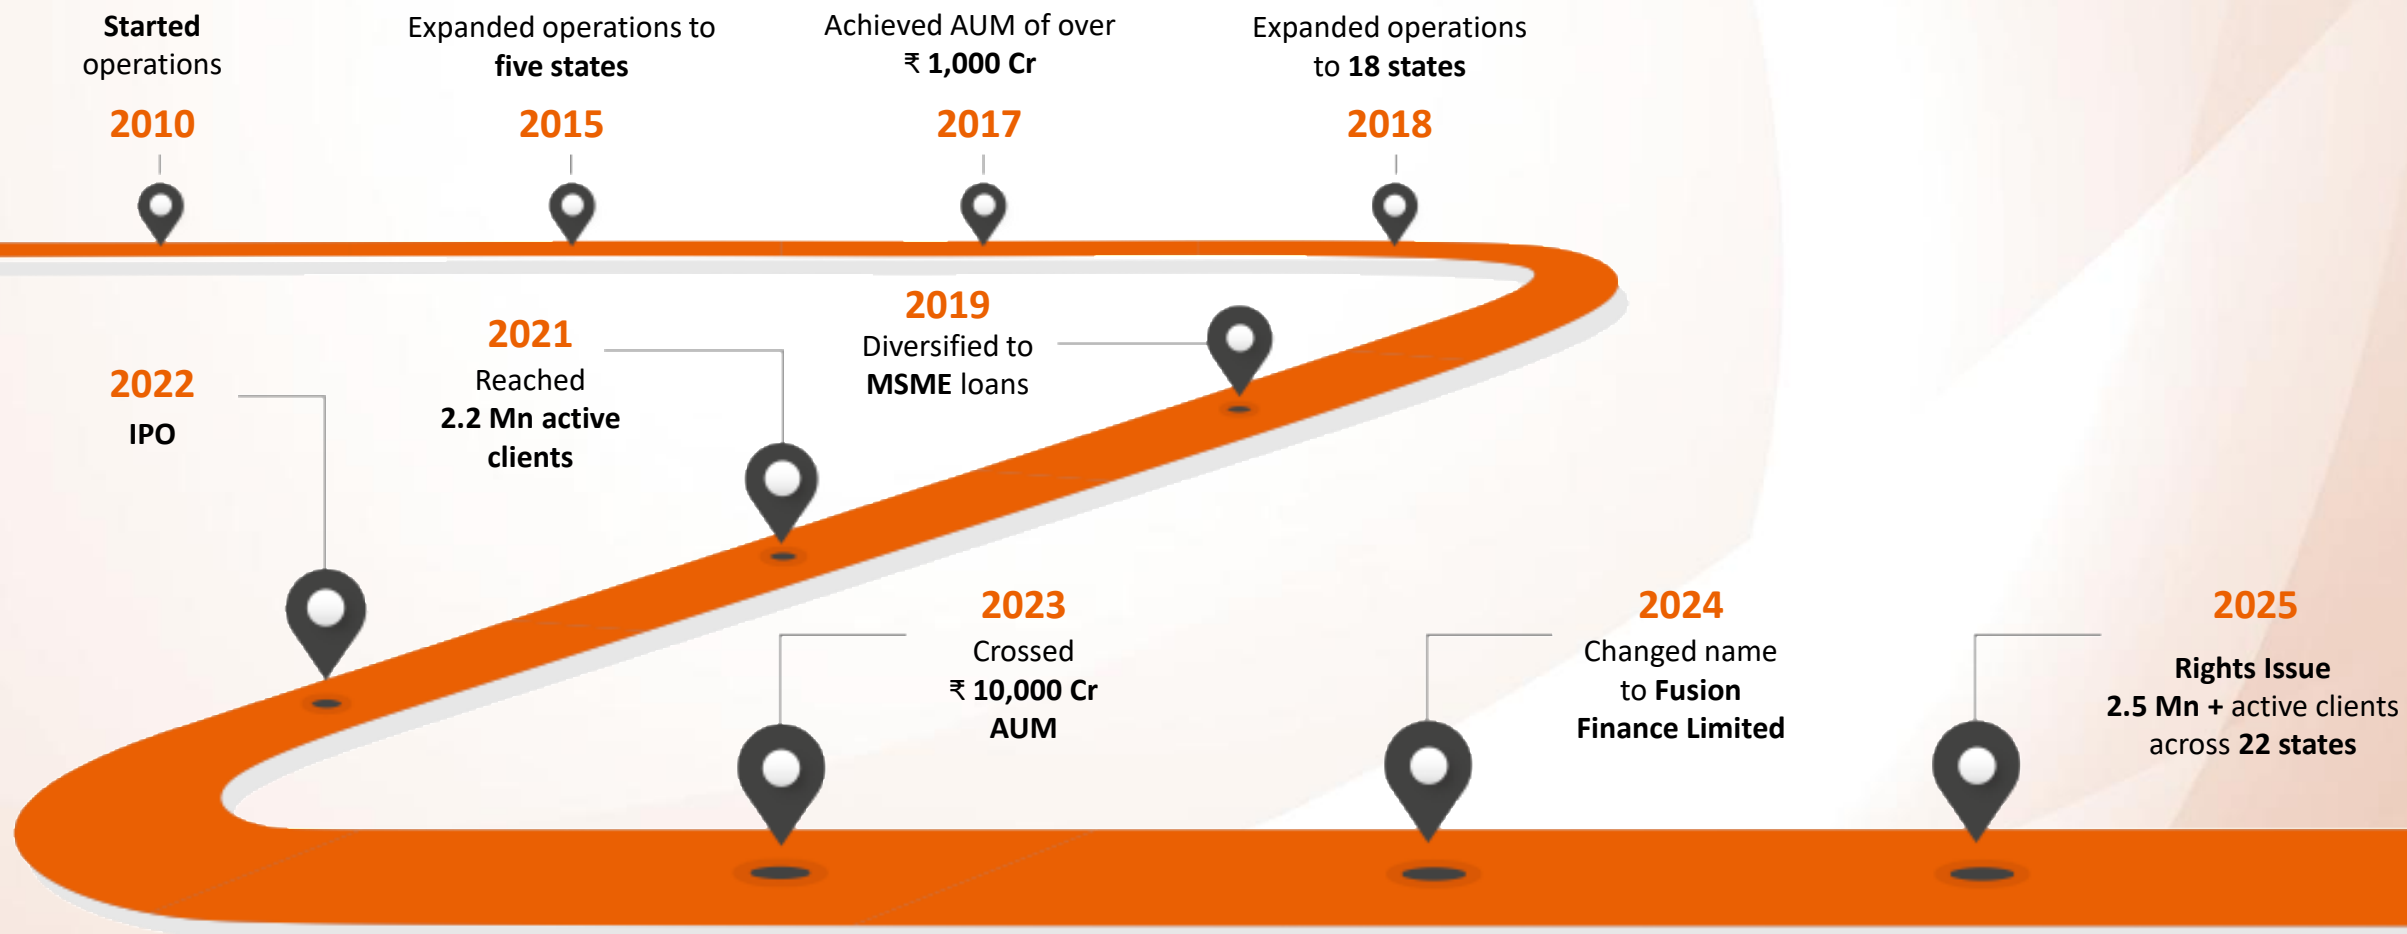 Started
operations
2010
Expanded operations to
five states
2015
Achieved AUM of over
₹ 1,000 Cr
2017
Expanded operations
to 18 states
2018
2019
Diversified to
MSME loans
2021
Reached
2.2 Mn active
clients
2022
IPO
2023
Crossed
₹ 10,000 Cr
AUM
2024
Changed name
to Fusion
Finance Limited
2025
Rights Issue
2.5 Mn + active clients
across 22 states